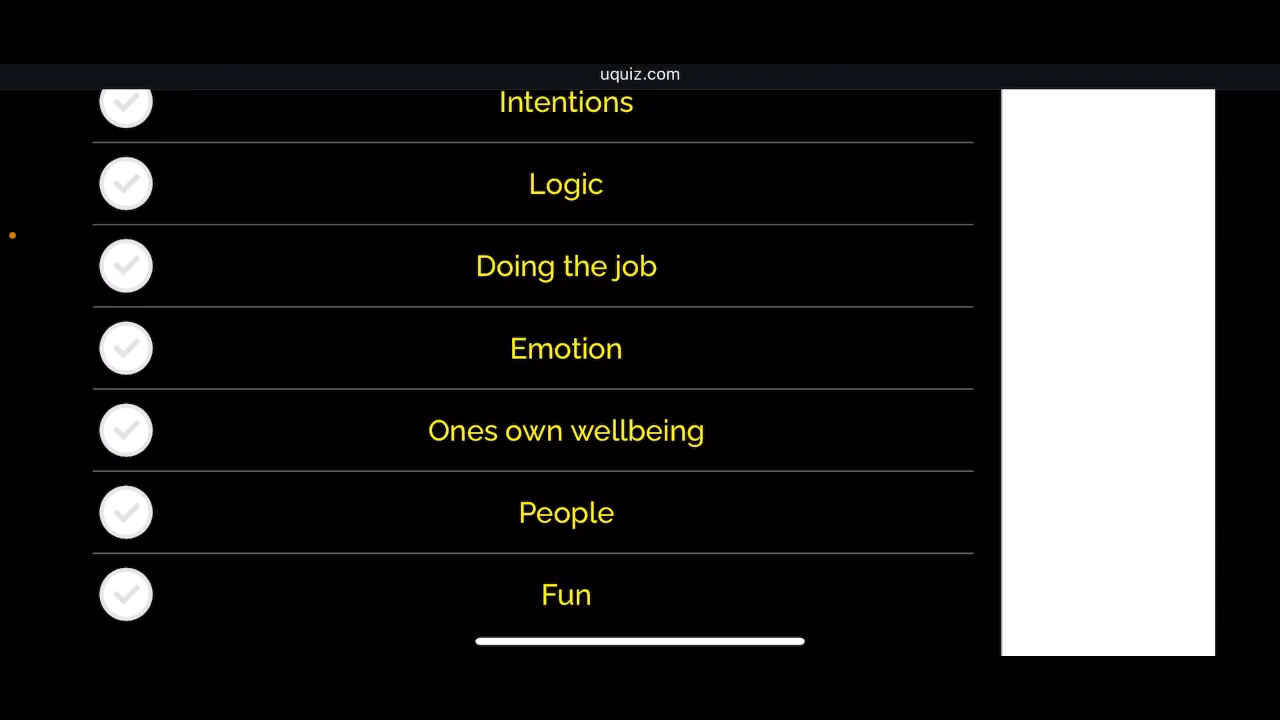 uquiz.com
Intentions
Logic
Doing the job
Emotion
Ones own wellbeing
People
Fun